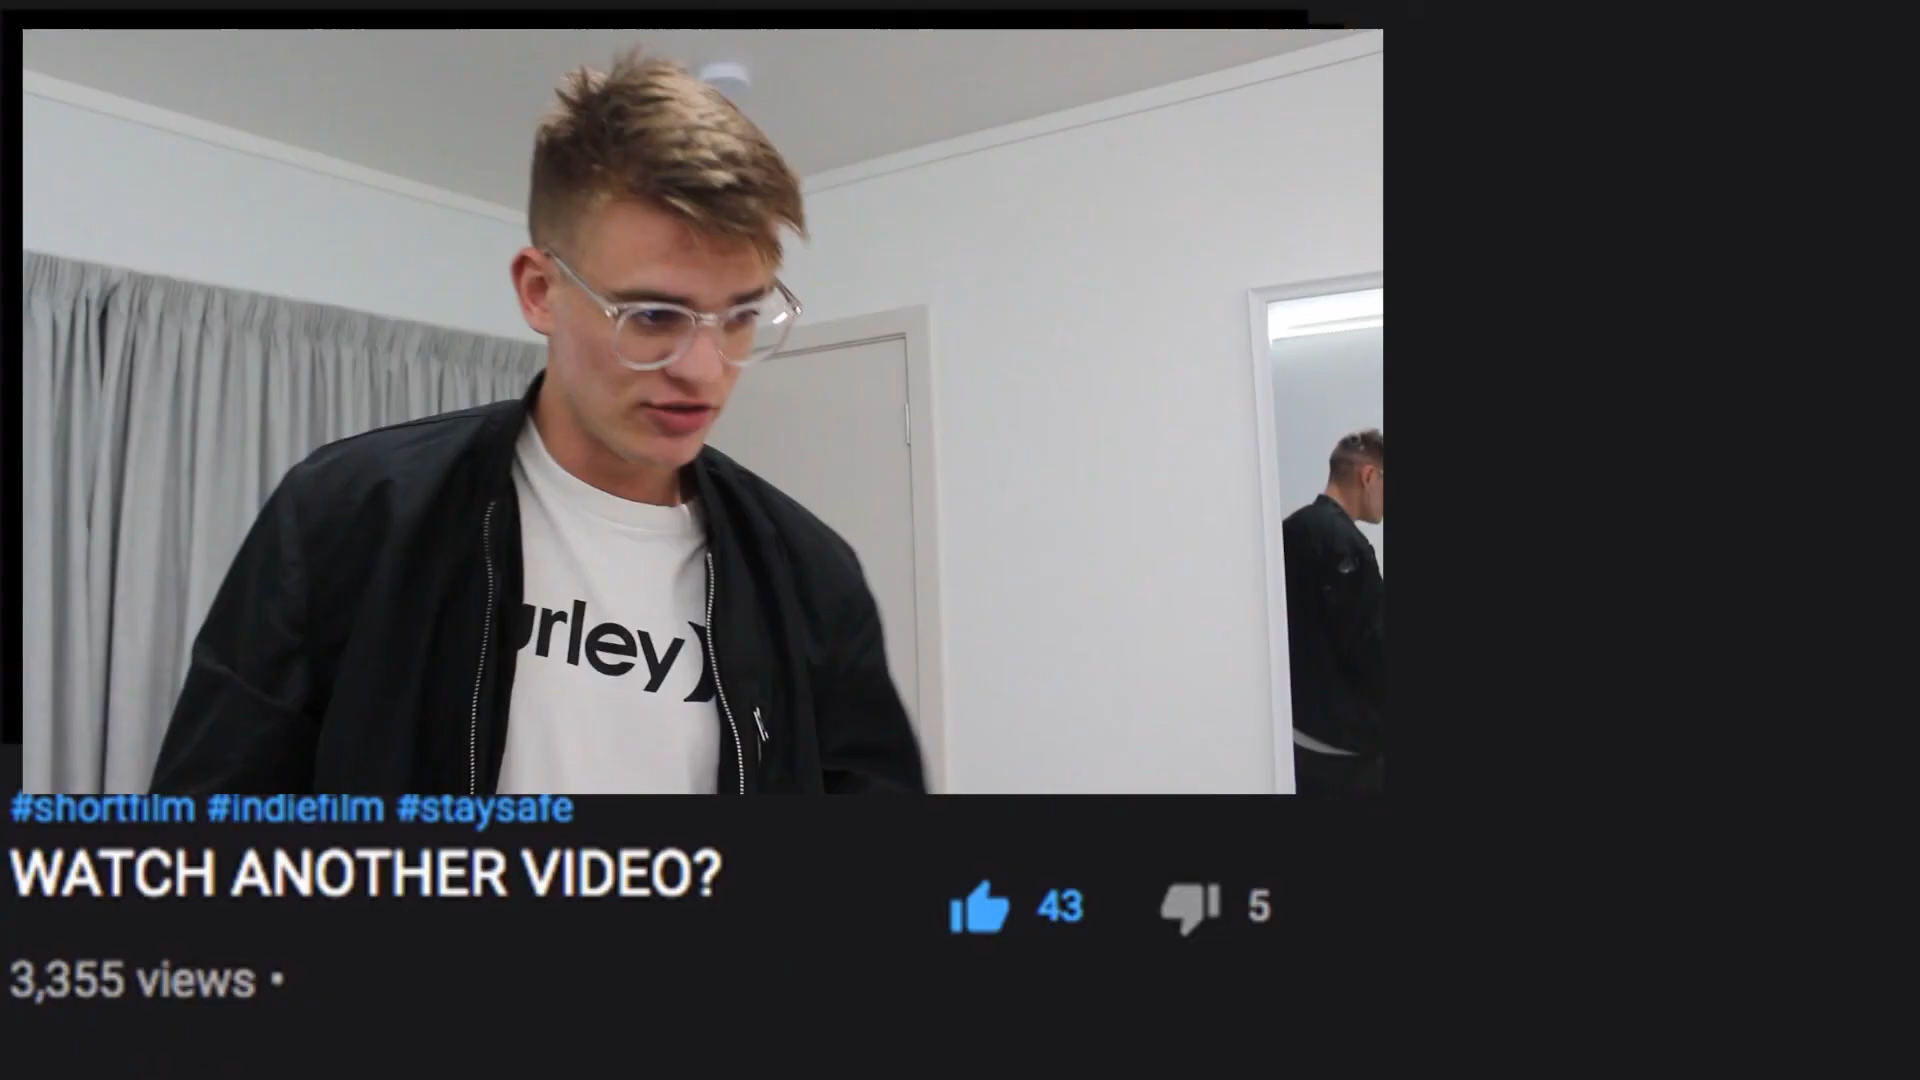 urley
#shortfilm #indiefilm #staysafe
WATCH ANOTHER VIDEO?
43
5
3,355 views •